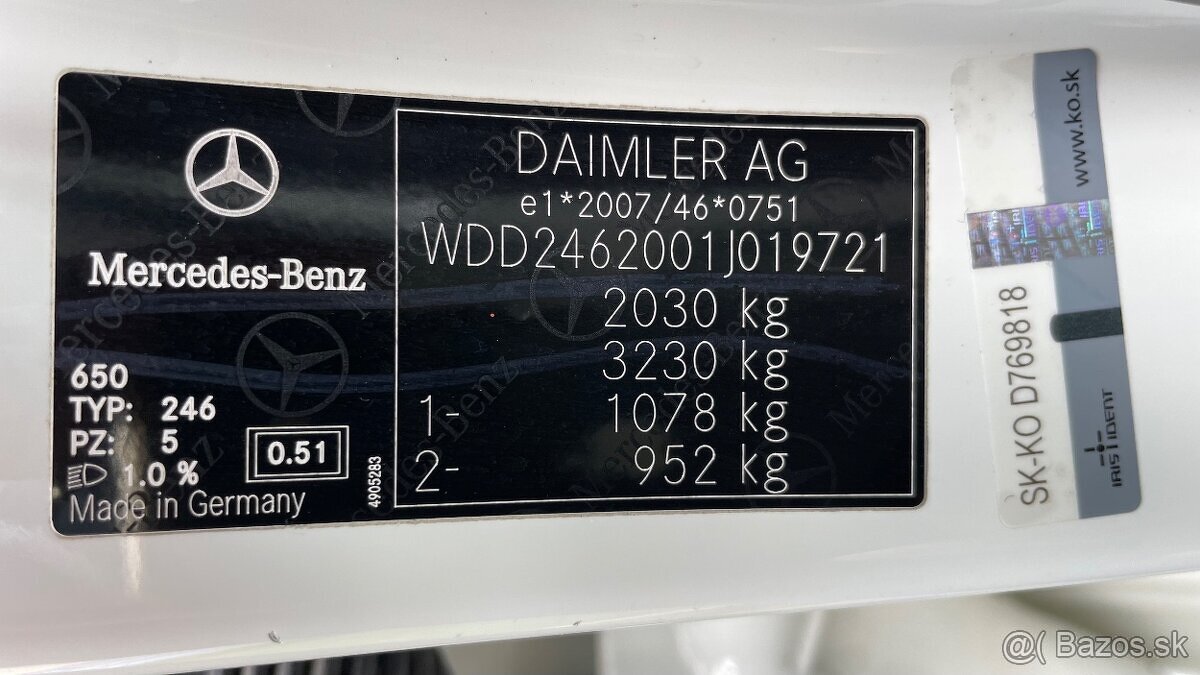 Mercedes-Benz
650
TYP: 246
PZ: 5
1.0 %
0.51
4905283
Made in Germany
DAIMLER AG
e1*2007/46*0751
WDD2462001J019721
2030 kg
3230 kg
1- 1078 kg
2- 952 kg
www.ko.sk
SK-KO D769818
IRIS IDENT
@( Bazos.sk